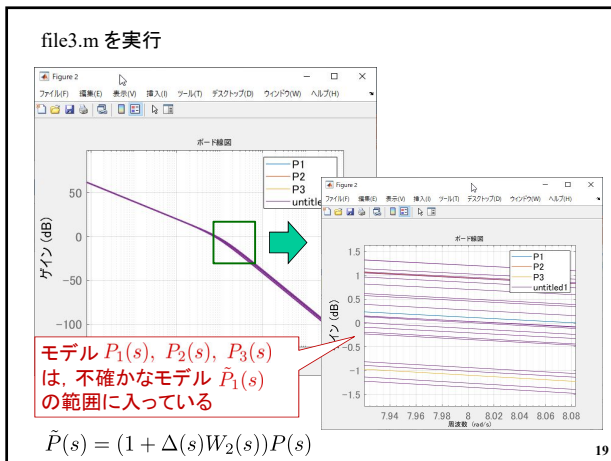 file3.m を実行
Figure 2
ファイル(F) 編集(E) 表示(V) 挿入(I) ツール(T) デスクトップ(D) ウィンドウ(W) ヘルプ(H)
ボード線図
P1
P2
P3
ゲイン (dB)
50
0
-50
-100
Figure 2
ファイル(F) 編集(E) 表示(V) 挿入(I) ツール(T) デスクトップ(D) ウィンドウ(W) ヘルプ(H)
ボード線図
P1
P2
P3
untitled1
(dB)
1.5
1
0.5
0
-0.5
-1
-1.5
7.94 7.96 7.98 8 8.02 8.04 8.06 8.08
周波数 (rad/s)
モデル P₁(s), P₂(s), P₃(s)
は, 不確かなモデル P̃₁(s)
の範囲に入っている
P̃(s) = (1 + Δ(s)W₂(s))P(s)
19